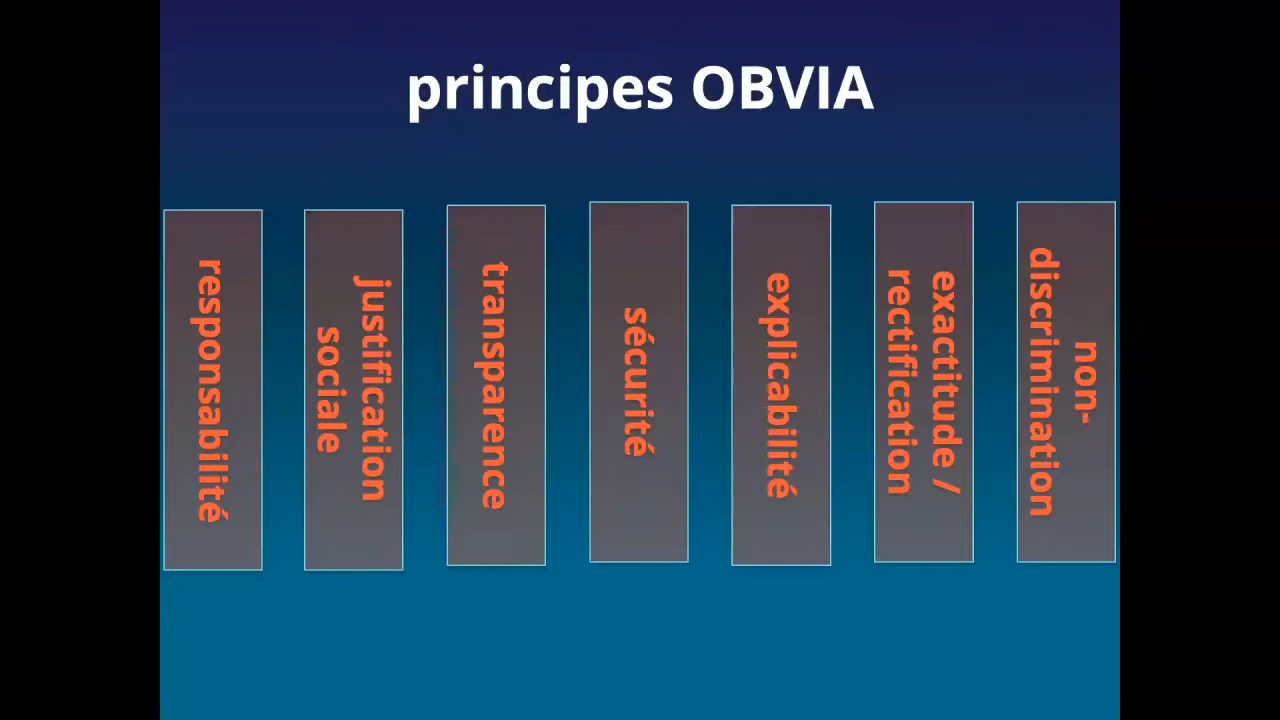 principes OBVIA
responsabilité
justification
sociale
transparence
sécurité
explicabilité
exactitude /
rectification
non-
discrimination